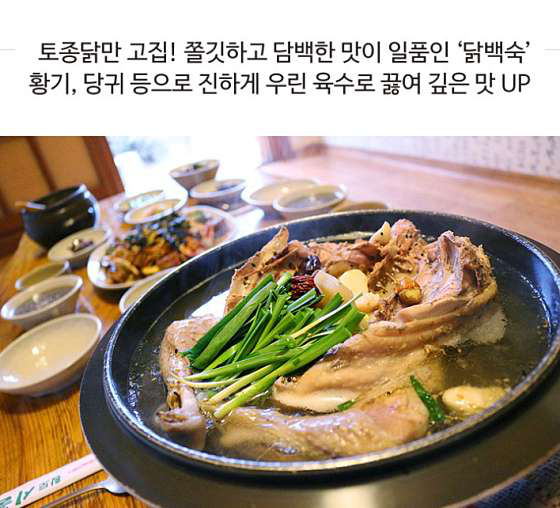 토종닭만 고집! 쫄깃하고 담백한 맛이 일품인 ‘닭백숙’
황기, 당귀 등으로 진하게 우린 육수로 끓여 깊은 맛 UP